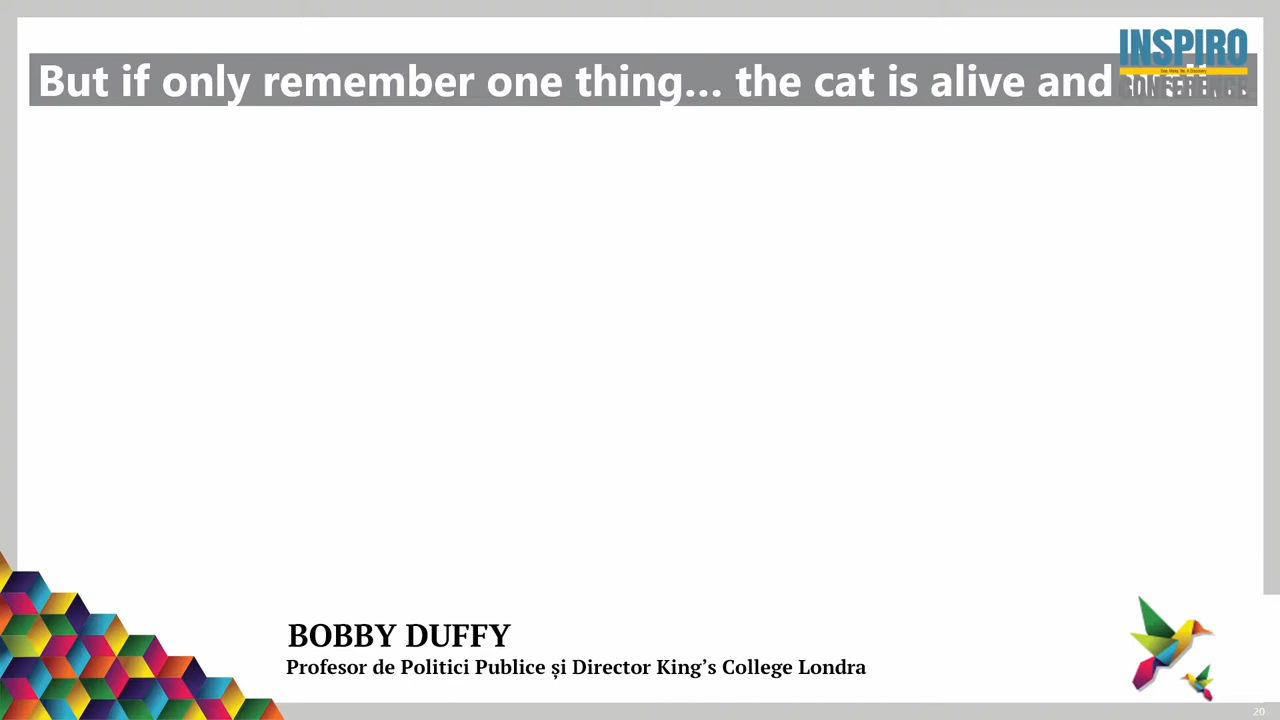 But if only remember one thing... the cat is alive and
INSPIRO
CONFERENCE
BOBBY DUFFY
Profesor de Politici Publice și Director King's College Londra
20